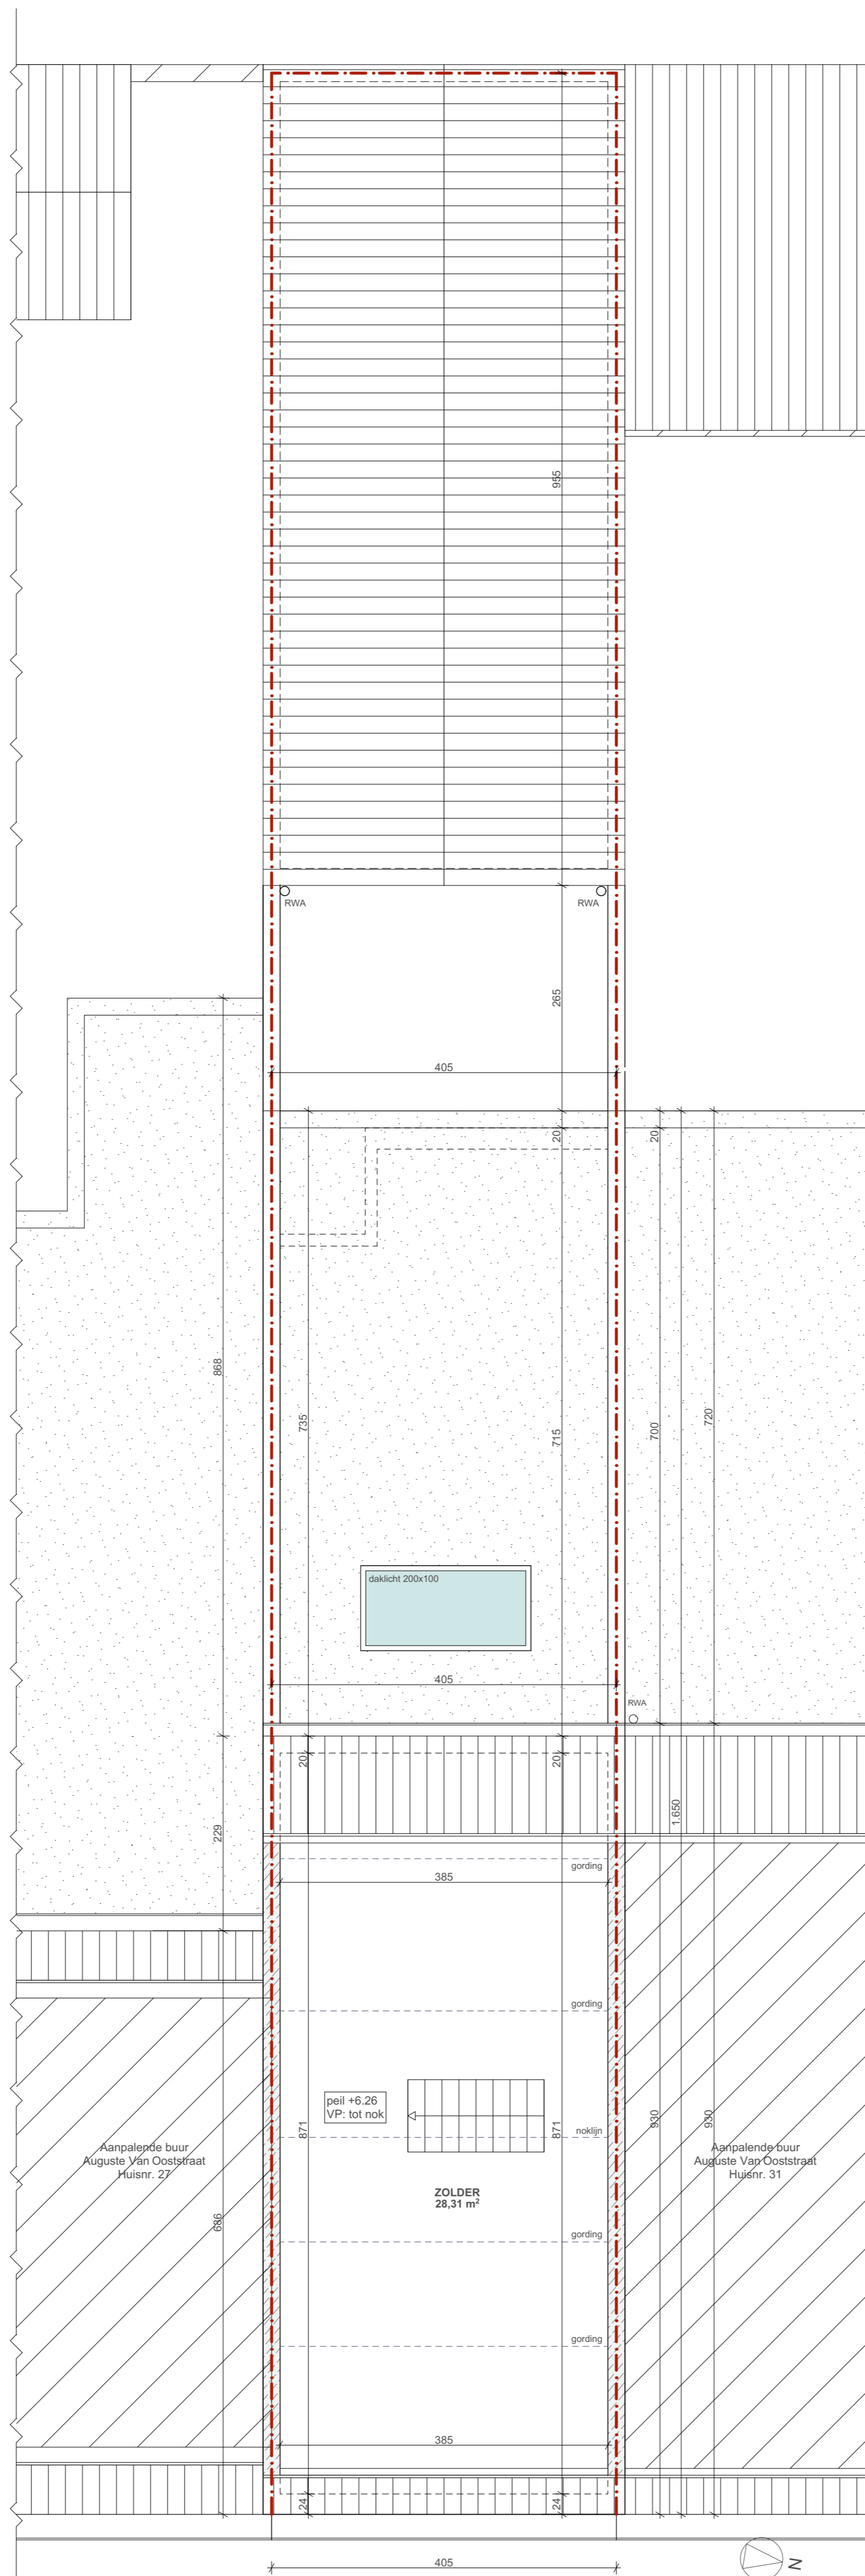 955
RWA
RWA
265
405
20
20
868
735
715
700
720
daklicht 200x100
405
RWA
20
20
1.650
229
gording
385
gording
peil +6.26
VP: tot nok
871
871
noklijn
930
930
Aanpalende buur
Auguste Van Ooststraat
Huisnr. 27
Aanpalende buur
Auguste Van Ooststraat
Huisnr. 31
ZOLDER
28,31 m²
686
gording
gording
385
24
24
405
N